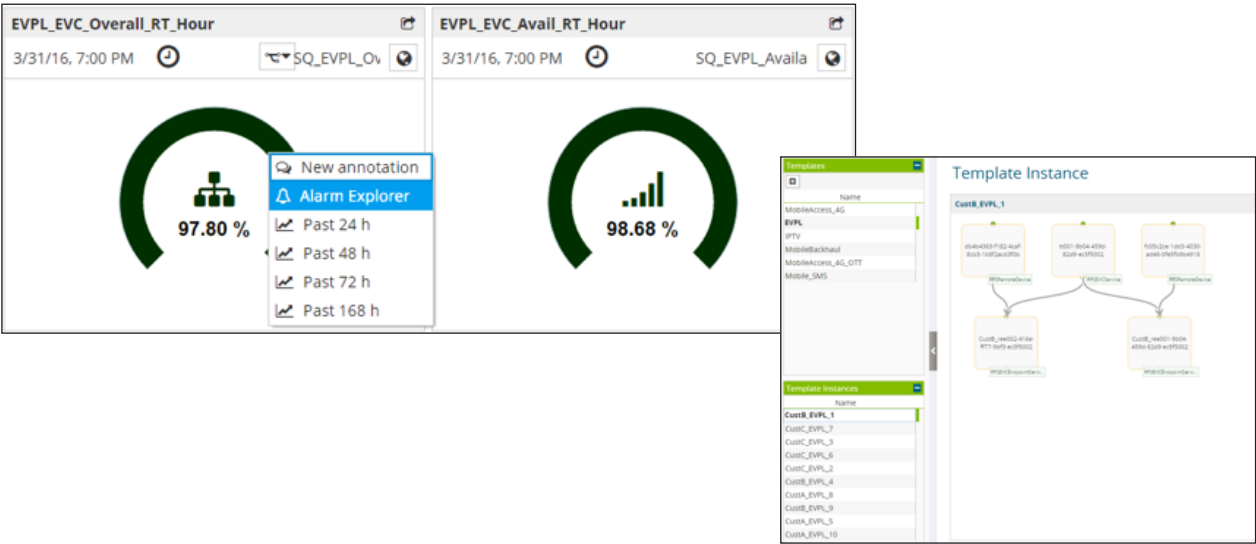 EVPL_EVC_Overall_RT_Hour
3/31/16, 7:00 PM
SQ_EVPL_Ov
97.80 %
New annotation
Alarm Explorer
Past 24 h
Past 48 h
Past 72 h
Past 168 h
EVPL_EVC_Avail_RT_Hour
3/31/16, 7:00 PM
SQ_EVPL_Availa
98.68 %
Templates
Name
MobileAccess_4G
EVPL
IPTV
MobileBackhaul
MobileAccess_4G_OTT
Mobile_SMS
Template Instances
Name
CustB_EVPL_1
CustC_EVPL_7
CustC_EVPL_3
CustC_EVPL_6
CustC_EVPL_2
CustB_EVPL_4
CustA_EVPL_8
CustB_EVPL_9
CustA_EVPL_5
CustA_EVPL_10
Template Instance
CustB_EVPL_1
RFSRemoteDevice
RFSRemoteDevice